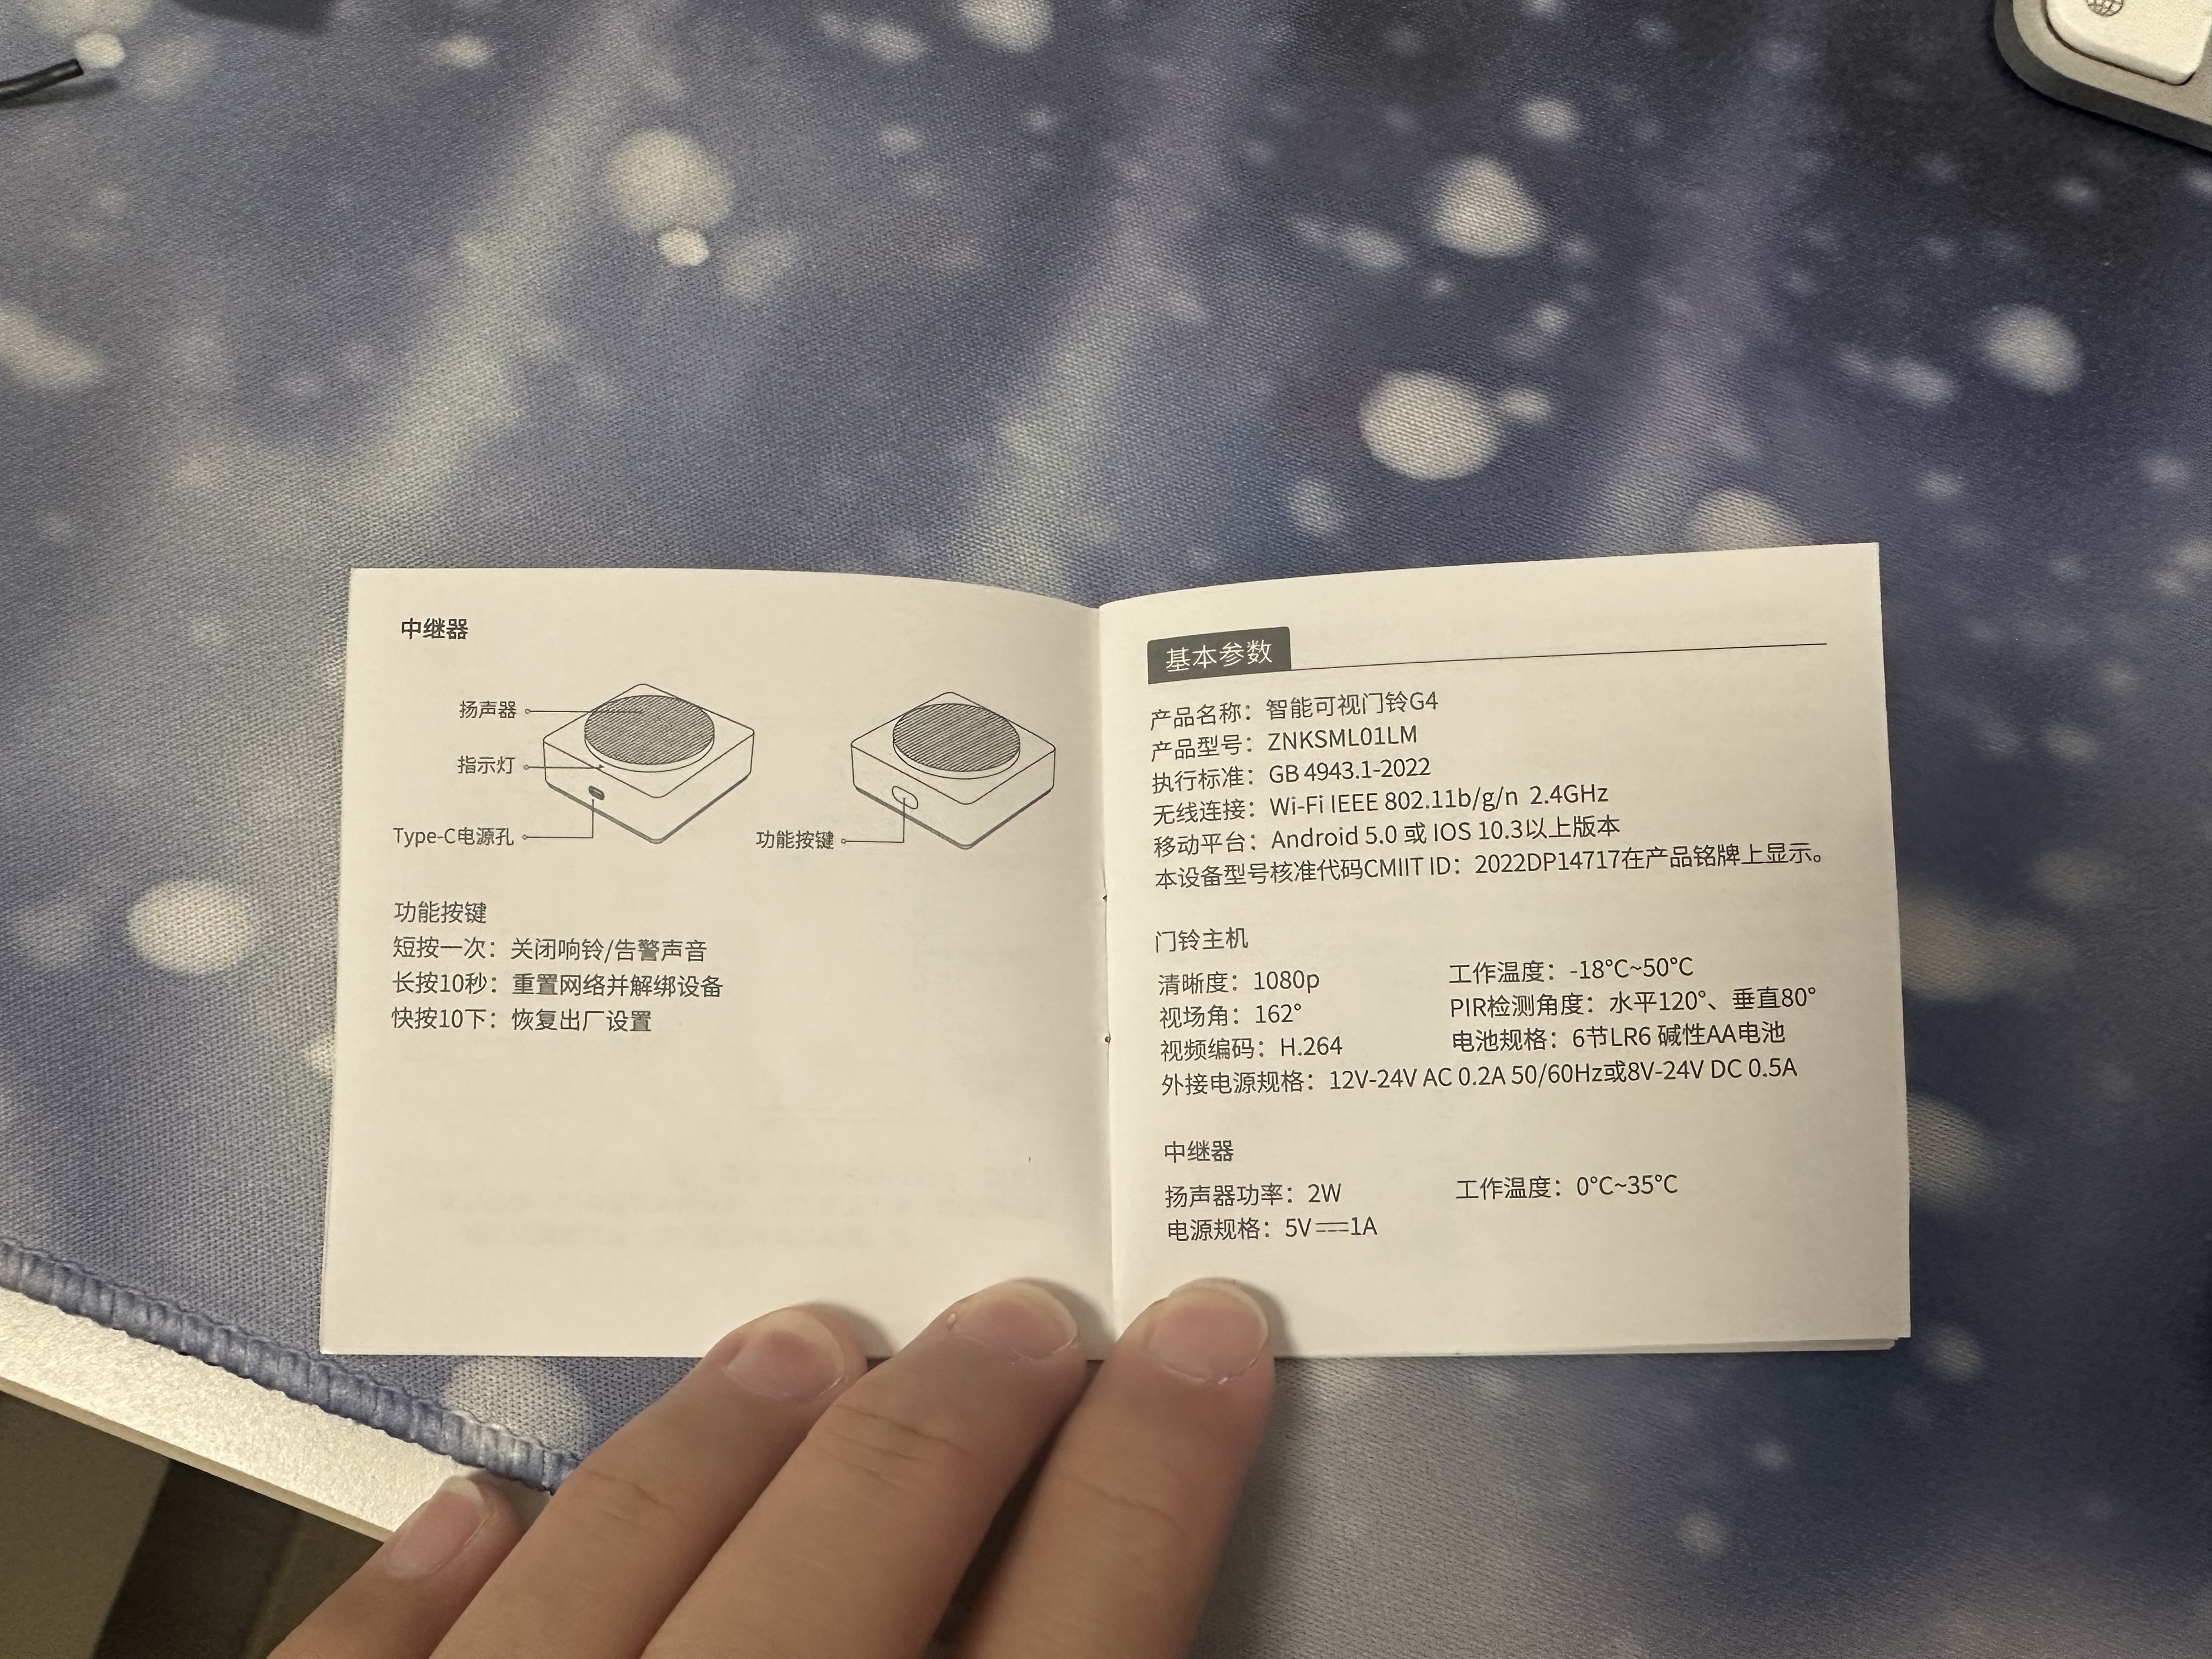 中继器
扬声器
指示灯
Type-C电源孔
功能按键
功能按键
短按一次：关闭响铃/告警声音
长按10秒：重置网络并解绑设备
快按10下：恢复出厂设置
基本参数
产品名称：智能可视门铃G4
产品型号：ZNKSML01LM
执行标准：GB 4943.1-2022
无线连接：Wi-Fi IEEE 802.11b/g/n 2.4GHz
移动平台：Android 5.0 或 IOS 10.3以上版本
本设备型号核准代码CMIIT ID：2022DP14717在产品铭牌上显示。
门铃主机
清晰度：1080p 工作温度：-18°C~50°C
视场角：162° PIR检测角度：水平120°、垂直80°
视频编码：H.264 电池规格：6节LR6 碱性AA电池
外接电源规格：12V-24V AC 0.2A 50/60Hz或8V-24V DC 0.5A
中继器
扬声器功率：2W 工作温度：0°C~35°C
电源规格：5V⎓1A